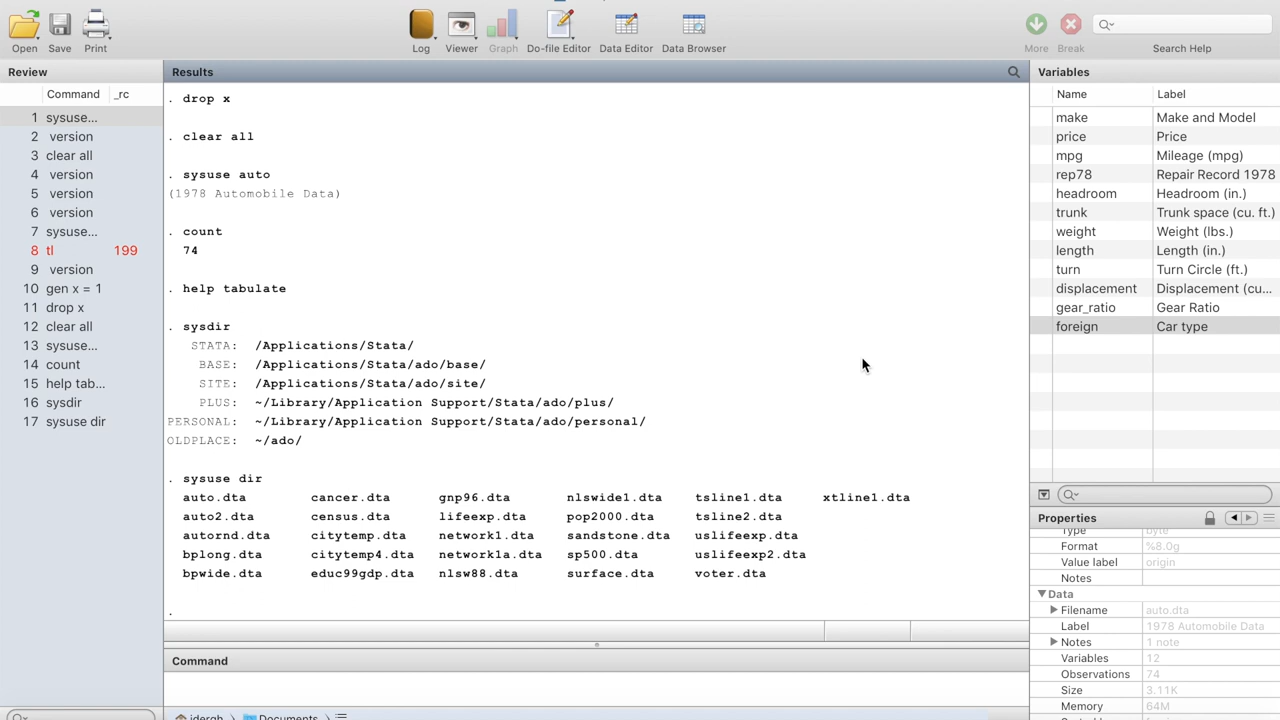 Open Save Print Log Viewer Graph Do-file Editor Data Editor Data Browser More Break Search Help
Review
Command _rc
1 sysuse...
2 version
3 clear all
4 version
5 version
6 version
7 sysuse...
8 tl 199
9 version
10 gen x = 1
11 drop x
12 clear all
13 sysuse...
14 count
15 help tab...
16 sysdir
17 sysuse dir
Results
. drop x
. clear all
. sysuse auto
(1978 Automobile Data)
. count
74
. help tabulate
. sysdir
STATA: /Applications/Stata/
BASE: /Applications/Stata/ado/base/
SITE: /Applications/Stata/ado/site/
PLUS: ~/Library/Application Support/Stata/ado/plus/
PERSONAL: ~/Library/Application Support/Stata/ado/personal/
OLDPLACE: ~/ado/
. sysuse dir
auto.dta cancer.dta gnp96.dta nlswide1.dta tsline1.dta xtline1.dta
auto2.dta census.dta lifeexp.dta pop2000.dta tsline2.dta
autornd.dta citytemp.dta network1.dta sandstone.dta uslifeexp.dta
bplong.dta citytemp4.dta network1a.dta sp500.dta uslifeexp2.dta
bpwide.dta educ99gdp.dta nlsw88.dta surface.dta voter.dta
.
Command
jdergh Documents
Variables
Name Label
make Make and Model
price Price
mpg Mileage (mpg)
rep78 Repair Record 1978
headroom Headroom (in.)
trunk Trunk space (cu. ft.)
weight Weight (lbs.)
length Length (in.)
turn Turn Circle (ft.)
displacement Displacement (cu...
gear_ratio Gear Ratio
foreign Car type
Properties
Type byte
Format %8.0g
Value label origin
Notes
Data
Filename auto.dta
Label 1978 Automobile Data
Notes 1 note
Variables 12
Observations 74
Size 3.11K
Memory 64M